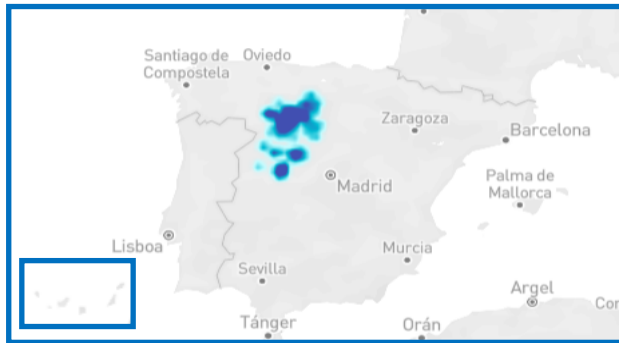 Santiago de
Compostela
Oviedo
Zaragoza
Barcelona
Madrid
Palma de
Mallorca
Lisboa
Murcia
Sevilla
Argel
Tánger
Orán